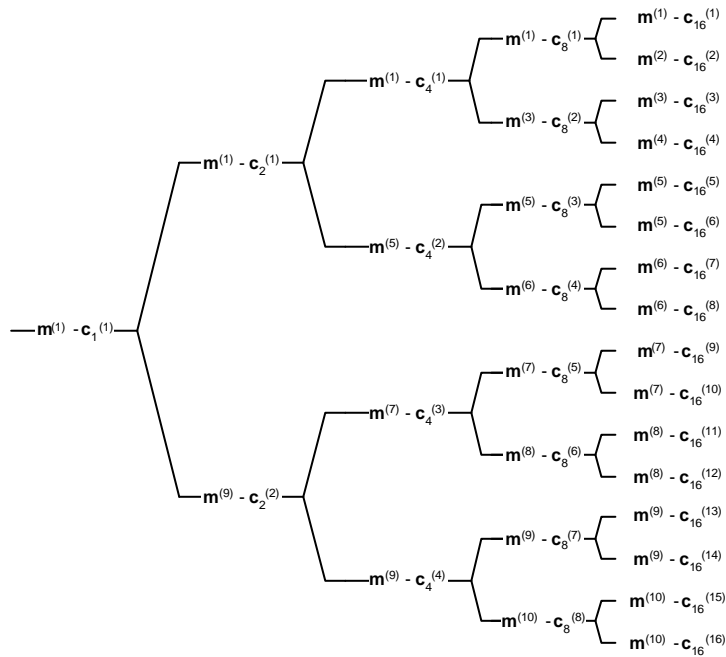 m⁽¹⁾ - c₁₆⁽¹⁾
m⁽¹⁾ - c₈⁽¹⁾
m⁽²⁾ - c₁₆⁽²⁾
m⁽¹⁾ - c₄⁽¹⁾
m⁽³⁾ - c₁₆⁽³⁾
m⁽³⁾ - c₈⁽²⁾
m⁽⁴⁾ - c₁₆⁽⁴⁾
m⁽¹⁾ - c₂⁽¹⁾
m⁽⁵⁾ - c₁₆⁽⁵⁾
m⁽⁵⁾ - c₈⁽³⁾
m⁽⁵⁾ - c₁₆⁽⁶⁾
m⁽⁵⁾ - c₄⁽²⁾
m⁽⁶⁾ - c₁₆⁽⁷⁾
m⁽⁶⁾ - c₈⁽⁴⁾
m⁽⁶⁾ - c₁₆⁽⁸⁾
m⁽¹⁾ - c₁⁽¹⁾
m⁽⁷⁾ - c₁₆⁽⁹⁾
m⁽⁷⁾ - c₈⁽⁵⁾
m⁽⁷⁾ - c₁₆⁽¹⁰⁾
m⁽⁷⁾ - c₄⁽³⁾
m⁽⁸⁾ - c₁₆⁽¹¹⁾
m⁽⁸⁾ - c₈⁽⁶⁾
m⁽⁸⁾ - c₁₆⁽¹²⁾
m⁽⁹⁾ - c₂⁽²⁾
m⁽⁹⁾ - c₁₆⁽¹³⁾
m⁽⁹⁾ - c₈⁽⁷⁾
m⁽⁹⁾ - c₁₆⁽¹⁴⁾
m⁽⁹⁾ - c₄⁽⁴⁾
m⁽¹⁰⁾ - c₁₆⁽¹⁵⁾
m⁽¹⁰⁾ - c₈⁽⁸⁾
m⁽¹⁰⁾ - c₁₆⁽¹⁶⁾